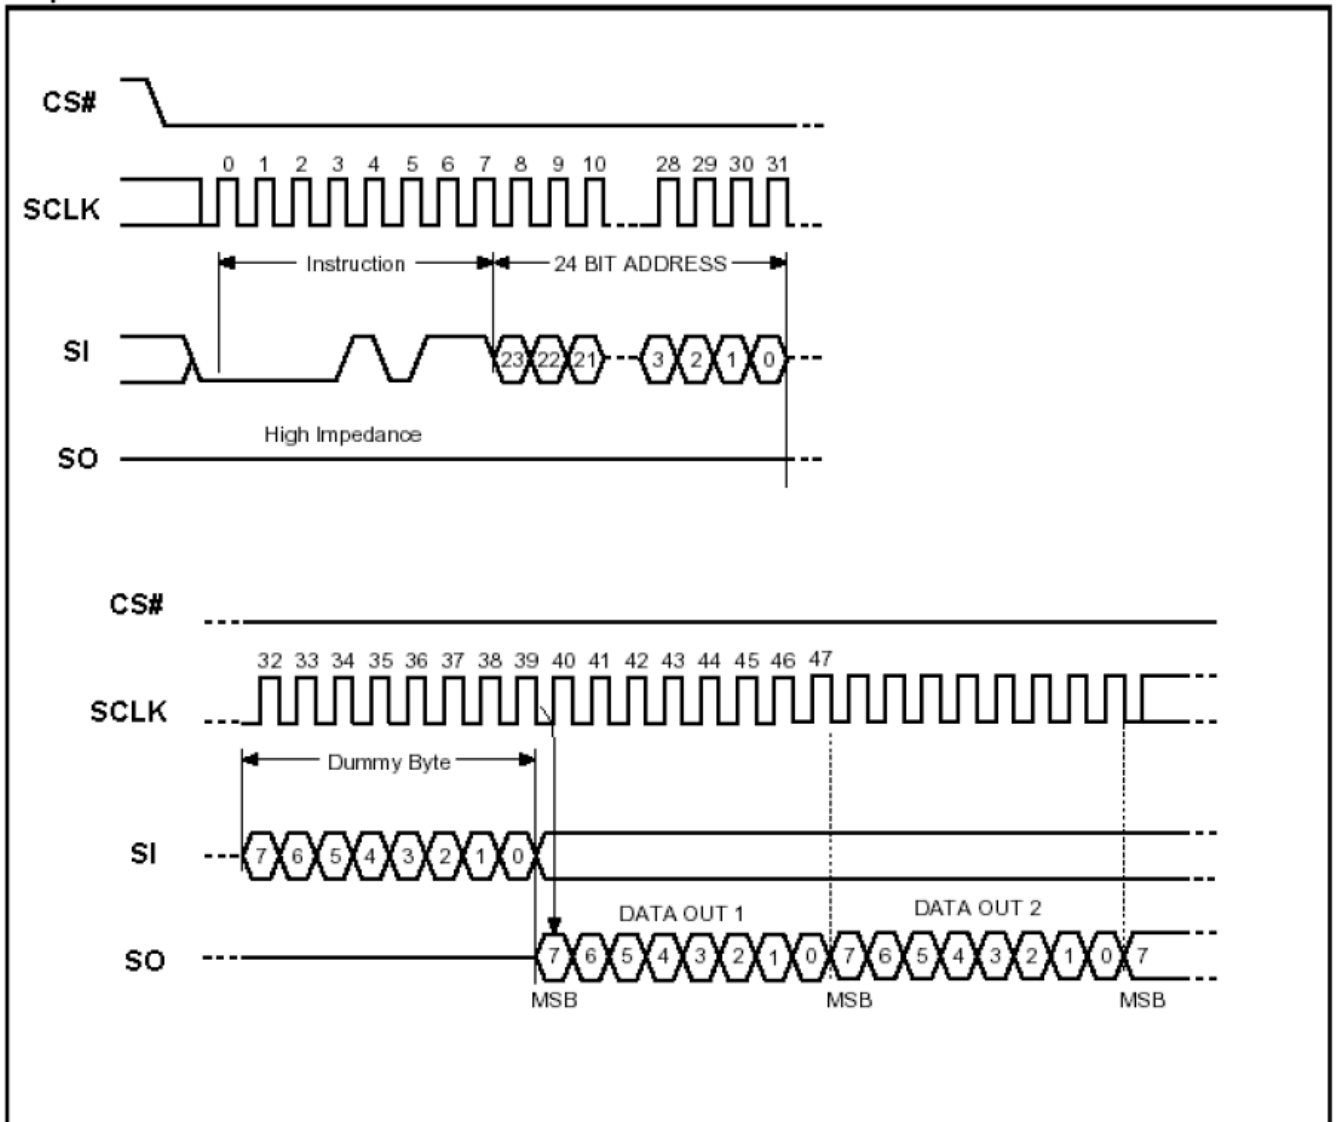 CS#
0 1 2 3 4 5 6 7 8 9 10 28 29 30 31
SCLK
Instruction 24 BIT ADDRESS
SI 23 22 21 3 2 1 0
High Impedance
SO
CS#
32 33 34 35 36 37 38 39 40 41 42 43 44 45 46 47
SCLK
Dummy Byte
SI 7 6 5 4 3 2 1 0
DATA OUT 1 DATA OUT 2
SO 7 6 5 4 3 2 1 0 7 6 5 4 3 2 1 0 7
MSB MSB MSB